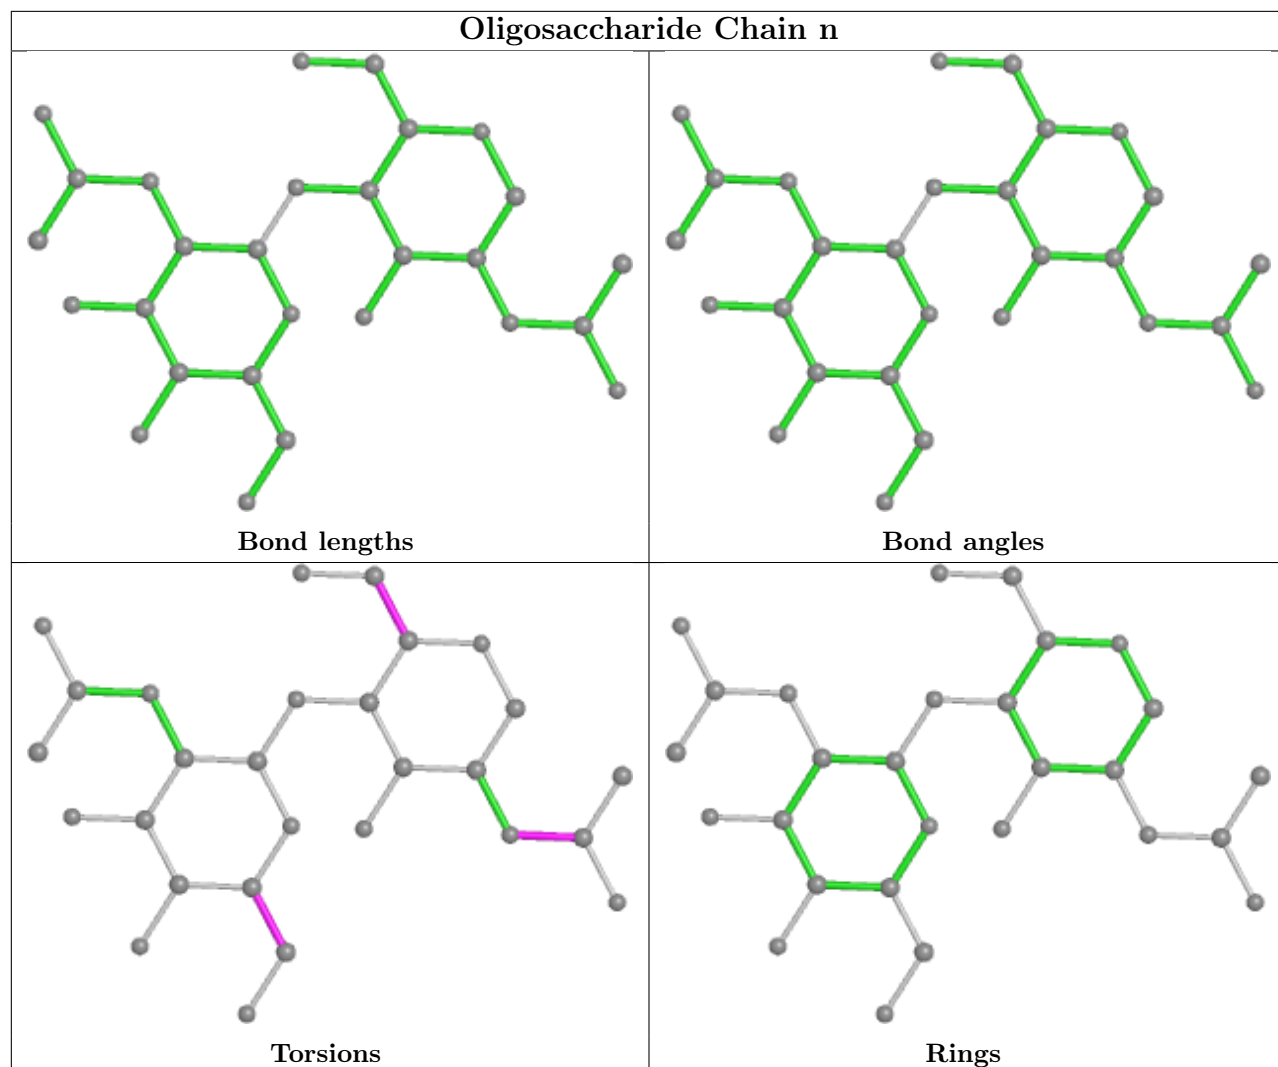 Oligosaccharide Chain n
Bond lengths
Bond angles
Torsions
Rings